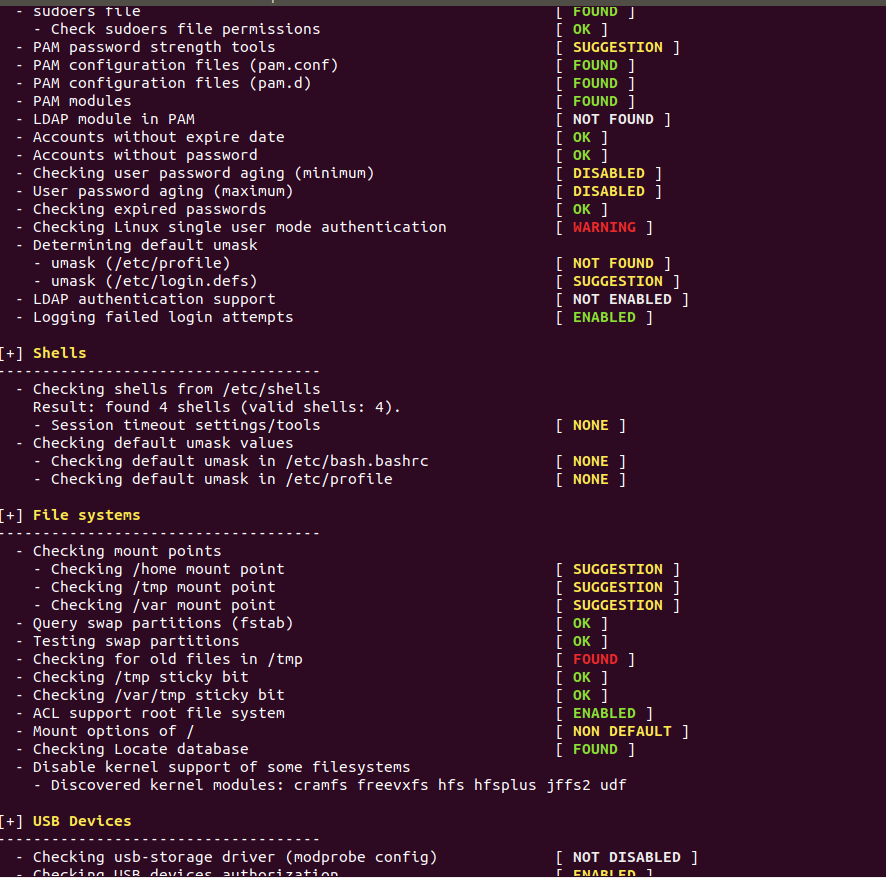 - sudoers file [ FOUND ]
- Check sudoers file permissions [ OK ]
- PAM password strength tools [ SUGGESTION ]
- PAM configuration files (pam.conf) [ FOUND ]
- PAM configuration files (pam.d) [ FOUND ]
- PAM modules [ FOUND ]
- LDAP module in PAM [ NOT FOUND ]
- Accounts without expire date [ OK ]
- Accounts without password [ OK ]
- Checking user password aging (minimum) [ DISABLED ]
- User password aging (maximum) [ DISABLED ]
- Checking expired passwords [ OK ]
- Checking Linux single user mode authentication [ WARNING ]
- Determining default umask
- umask (/etc/profile) [ NOT FOUND ]
- umask (/etc/login.defs) [ SUGGESTION ]
- LDAP authentication support [ NOT ENABLED ]
- Logging failed login attempts [ ENABLED ]
[+] Shells
------------------------------------
- Checking shells from /etc/shells
Result: found 4 shells (valid shells: 4).
- Session timeout settings/tools [ NONE ]
- Checking default umask values
- Checking default umask in /etc/bash.bashrc [ NONE ]
- Checking default umask in /etc/profile [ NONE ]
[+] File systems
------------------------------------
- Checking mount points
- Checking /home mount point [ SUGGESTION ]
- Checking /tmp mount point [ SUGGESTION ]
- Checking /var mount point [ SUGGESTION ]
- Query swap partitions (fstab) [ OK ]
- Testing swap partitions [ OK ]
- Checking for old files in /tmp [ FOUND ]
- Checking /tmp sticky bit [ OK ]
- Checking /var/tmp sticky bit [ OK ]
- ACL support root file system [ ENABLED ]
- Mount options of / [ NON DEFAULT ]
- Checking Locate database [ FOUND ]
- Disable kernel support of some filesystems
- Discovered kernel modules: cramfs freevxfs hfs hfsplus jffs2 udf
[+] USB Devices
------------------------------------
- Checking usb-storage driver (modprobe config) [ NOT DISABLED ]
- Checking USB devices authorization [ ENABLED ]